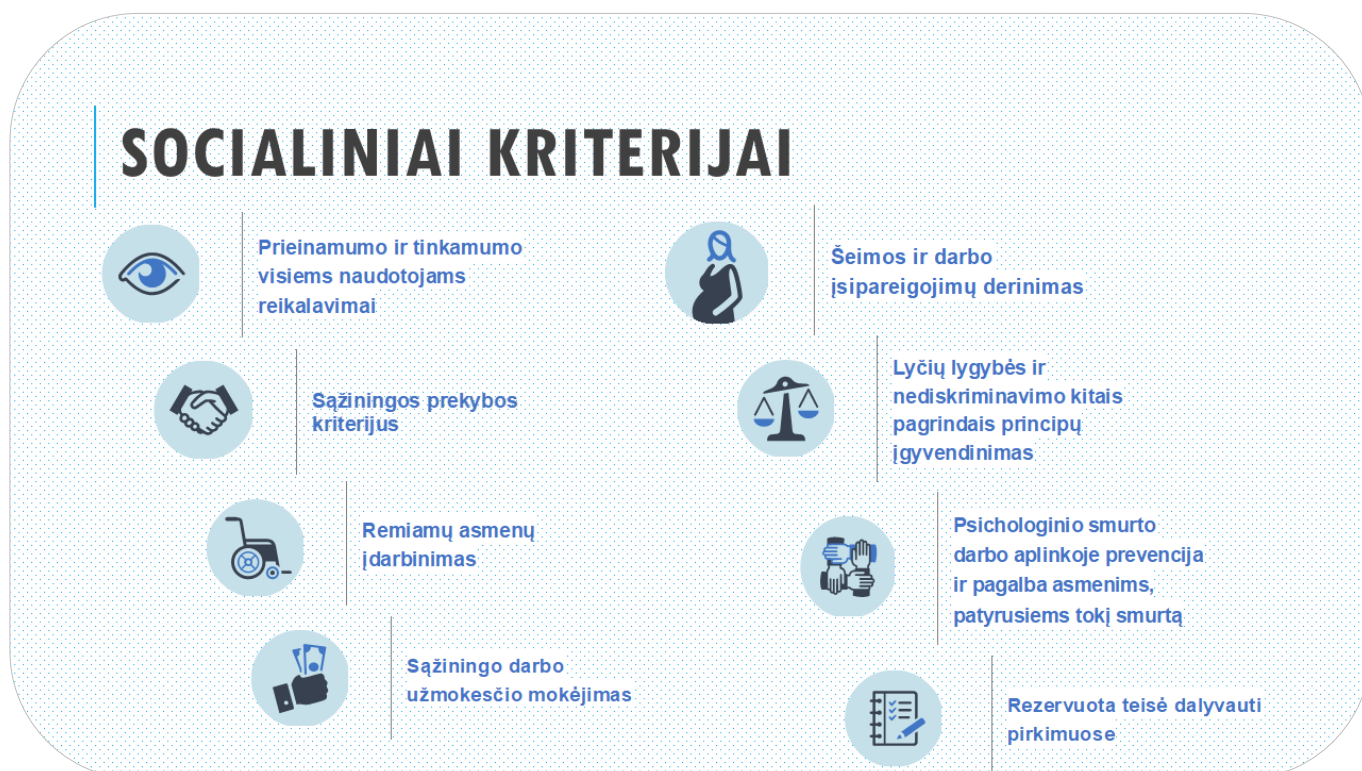 SOCIALINIAI KRITERIJAI
Prieinamumo ir tinkamumo
visiems naudotojams
reikalavimai
Sąžiningos prekybos
kriterijus
Remiamų asmenų
įdarbinimas
Sąžiningo darbo
užmokesčio mokėjimas
Šeimos ir darbo
įsipareigojimų derinimas
Lyčių lygybės ir
nediskriminavimo kitais
pagrindais principų
įgyvendinimas
Psichologinio smurto
darbo aplinkoje prevencija
ir pagalba asmenims,
patyrusiems tokį smurtą
Rezervuota teisė dalyvauti
pirkimuose